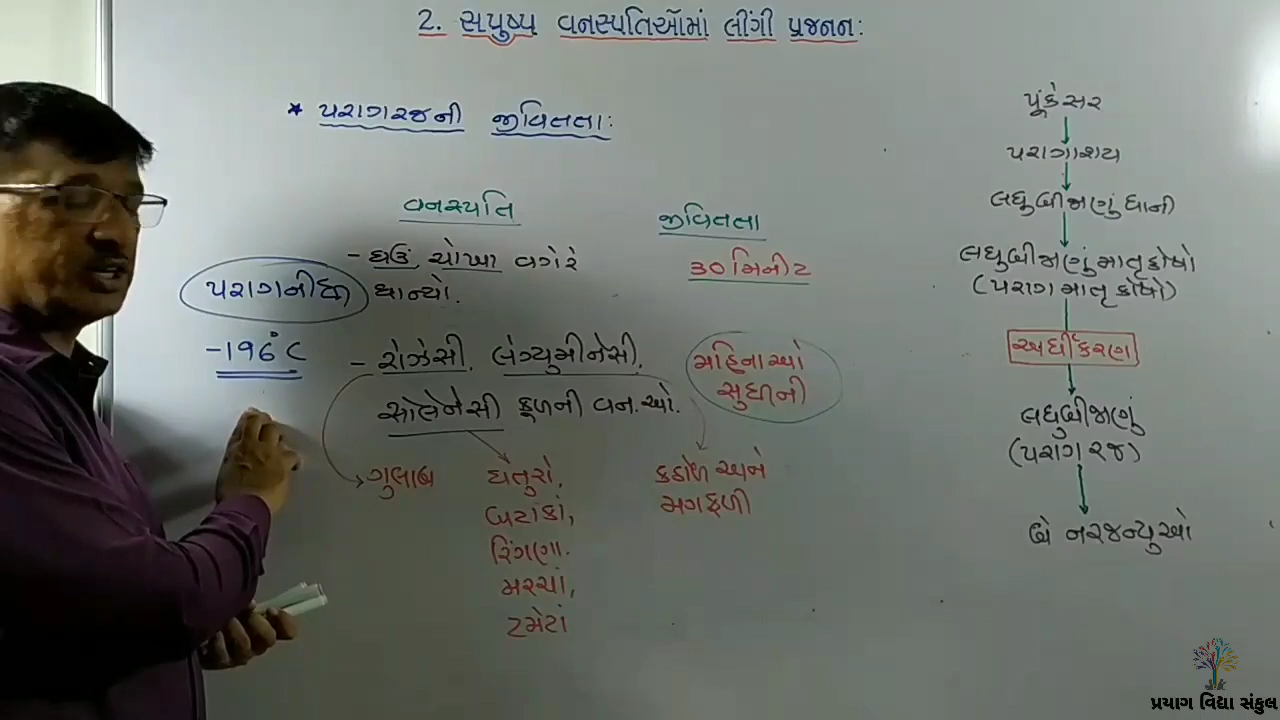 2. સપુષ્પ વનસ્પતિઓમાં લીંગી પ્રજનન:
* પરાગરજની જીવિતતા:
વનસ્પતિ
જીવિતતા
- ઘઉં, ચોખા વગેરે
ધાન્યો.
30 મિનીટ
પરાગનીધિ
-196°C
- રોઝેસી, લેગ્યુમીનેસી,
સોલેનેસી કૂળની વન.ઓ.
મહિનાઓ
સુધીની
ગુલાબ
ધતુરો,
બટાકાં,
રિંગણા.
મરચાં,
ટમેટાં
કઠોળ અને
મગફળી
પૂંકેસર
પરાગાશય
લઘુબીજાણુંધાની
લઘુબીજાણુંમાતૃકોષો
(પરાગ માતૃકોષો)
અર્ધીકરણ
લઘુબીજાણું
(પરાગરજ)
બે નરજન્યુઓ
પ્રયાગ વિદ્યા સંકુલ